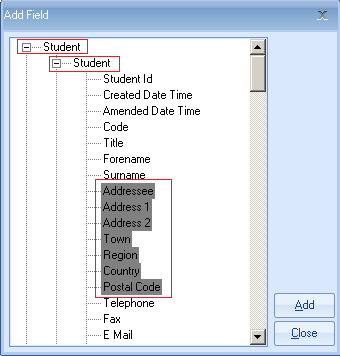 Add Field
Student
Student
Student Id
Created Date Time
Amended Date Time
Code
Title
Forename
Surname
Addressee
Address 1
Address 2
Town
Region
Country
Postal Code
Telephone
Fax
E Mail
Add
Close